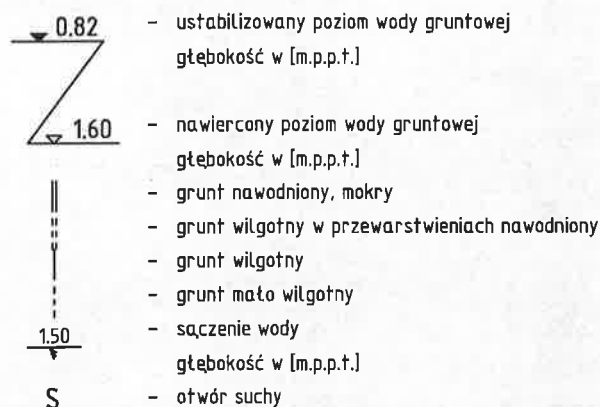 0.82 - ustabilizowany poziom wody gruntowej
głębokość w [m.p.p.t.]
1.60 - nawiercony poziom wody gruntowej
głębokość w [m.p.p.t.]
- grunt nawodniony, mokry
- grunt wilgotny w przewarstwieniach nawodniony
- grunt wilgotny
- grunt mało wilgotny
1.50 - sączenie wody
głębokość w [m.p.p.t.]
S - otwór suchy